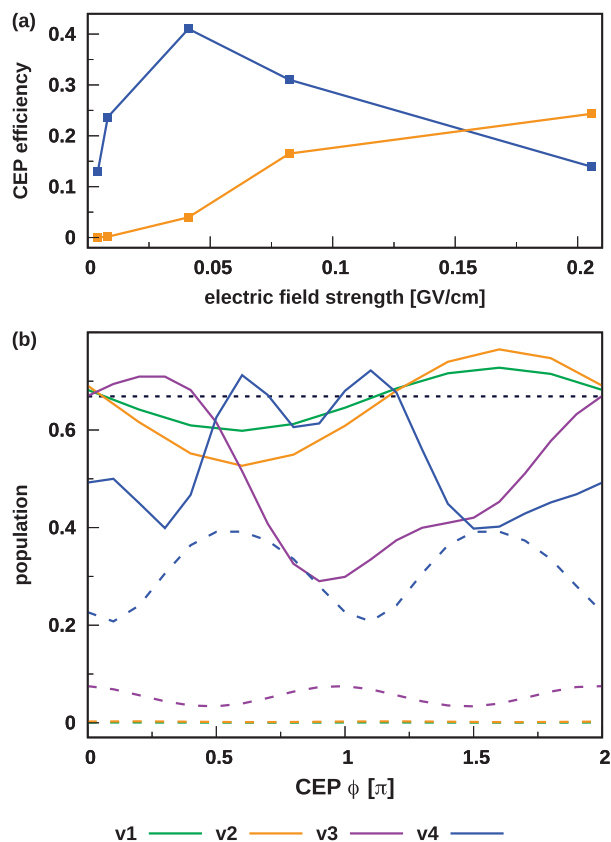 (a)
CEP efficiency
0.4
0.3
0.2
0.1
0
0 0.05 0.1 0.15 0.2
electric field strength [GV/cm]
(b)
population
0.6
0.4
0.2
0
0 0.5 1 1.5 2
CEP ϕ [π]
v1 v2 v3 v4